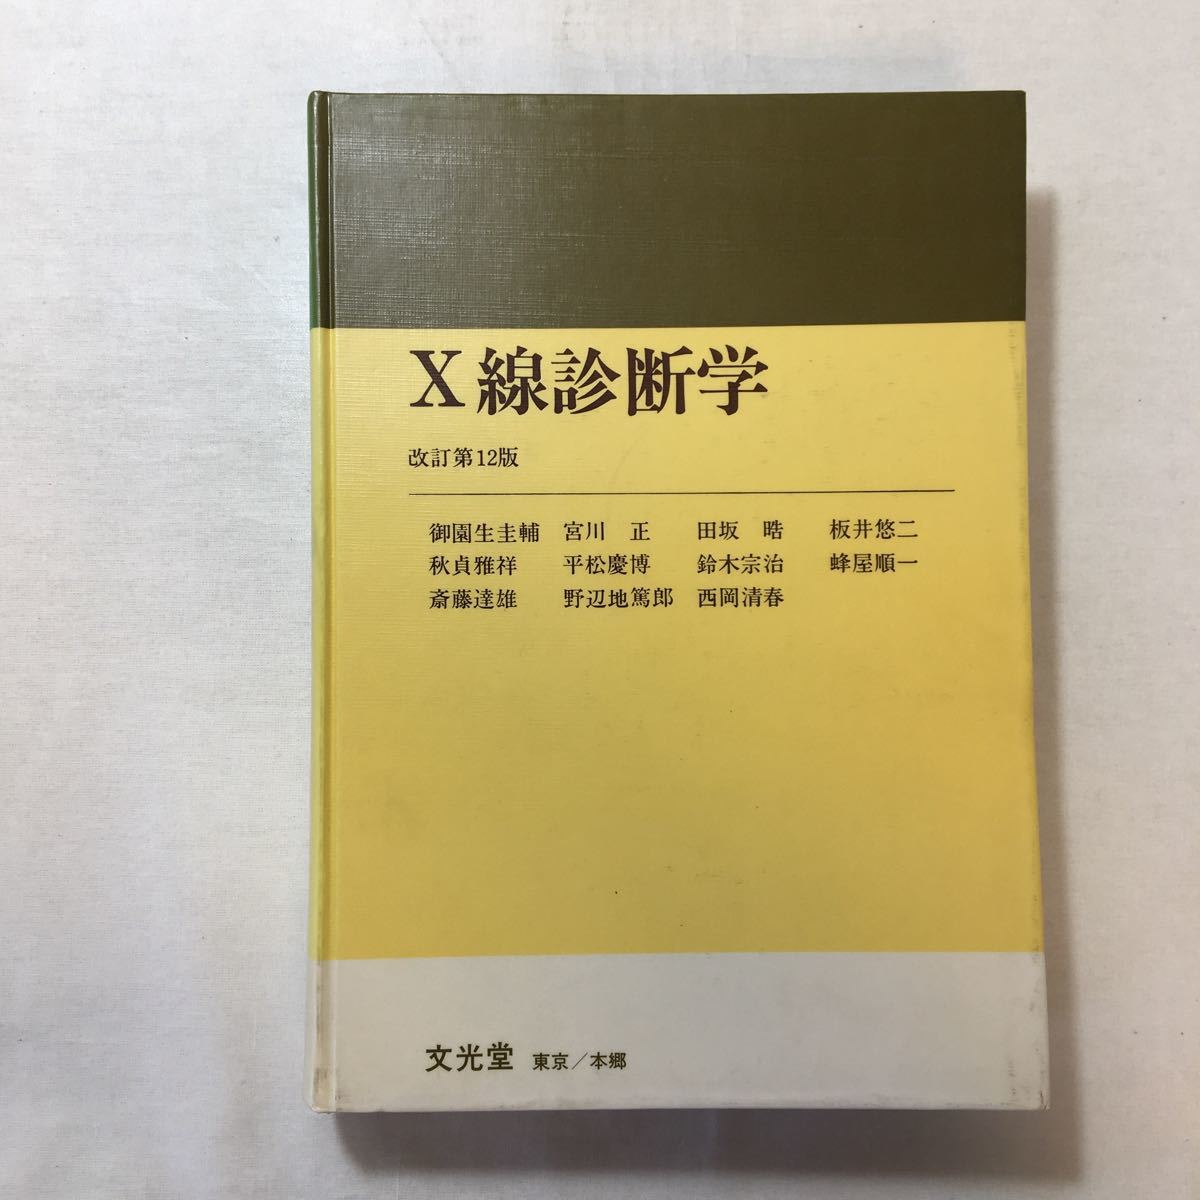 X線診断学
改訂第12版
御園生圭輔 宮川 正 田坂 晧 板井悠二
秋貞雅祥 平松慶博 鈴木宗治 蜂屋順一
斎藤達雄 野辺地篤郎 西岡清春
文光堂 東京/本郷